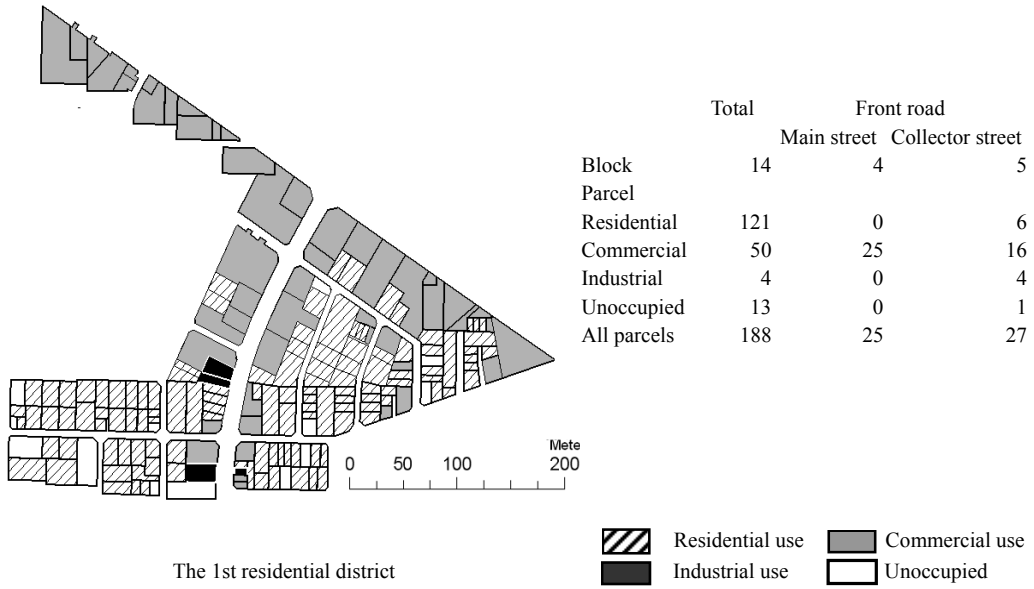 Total Front road
Main street Collector street
Block 14 4 5
Parcel
Residential 121 0 6
Commercial 50 25 16
Industrial 4 0 4
Unoccupied 13 0 1
All parcels 188 25 27
Mete
0 50 100 200
Residential use Commercial use
Industrial use Unoccupied
The 1st residential district